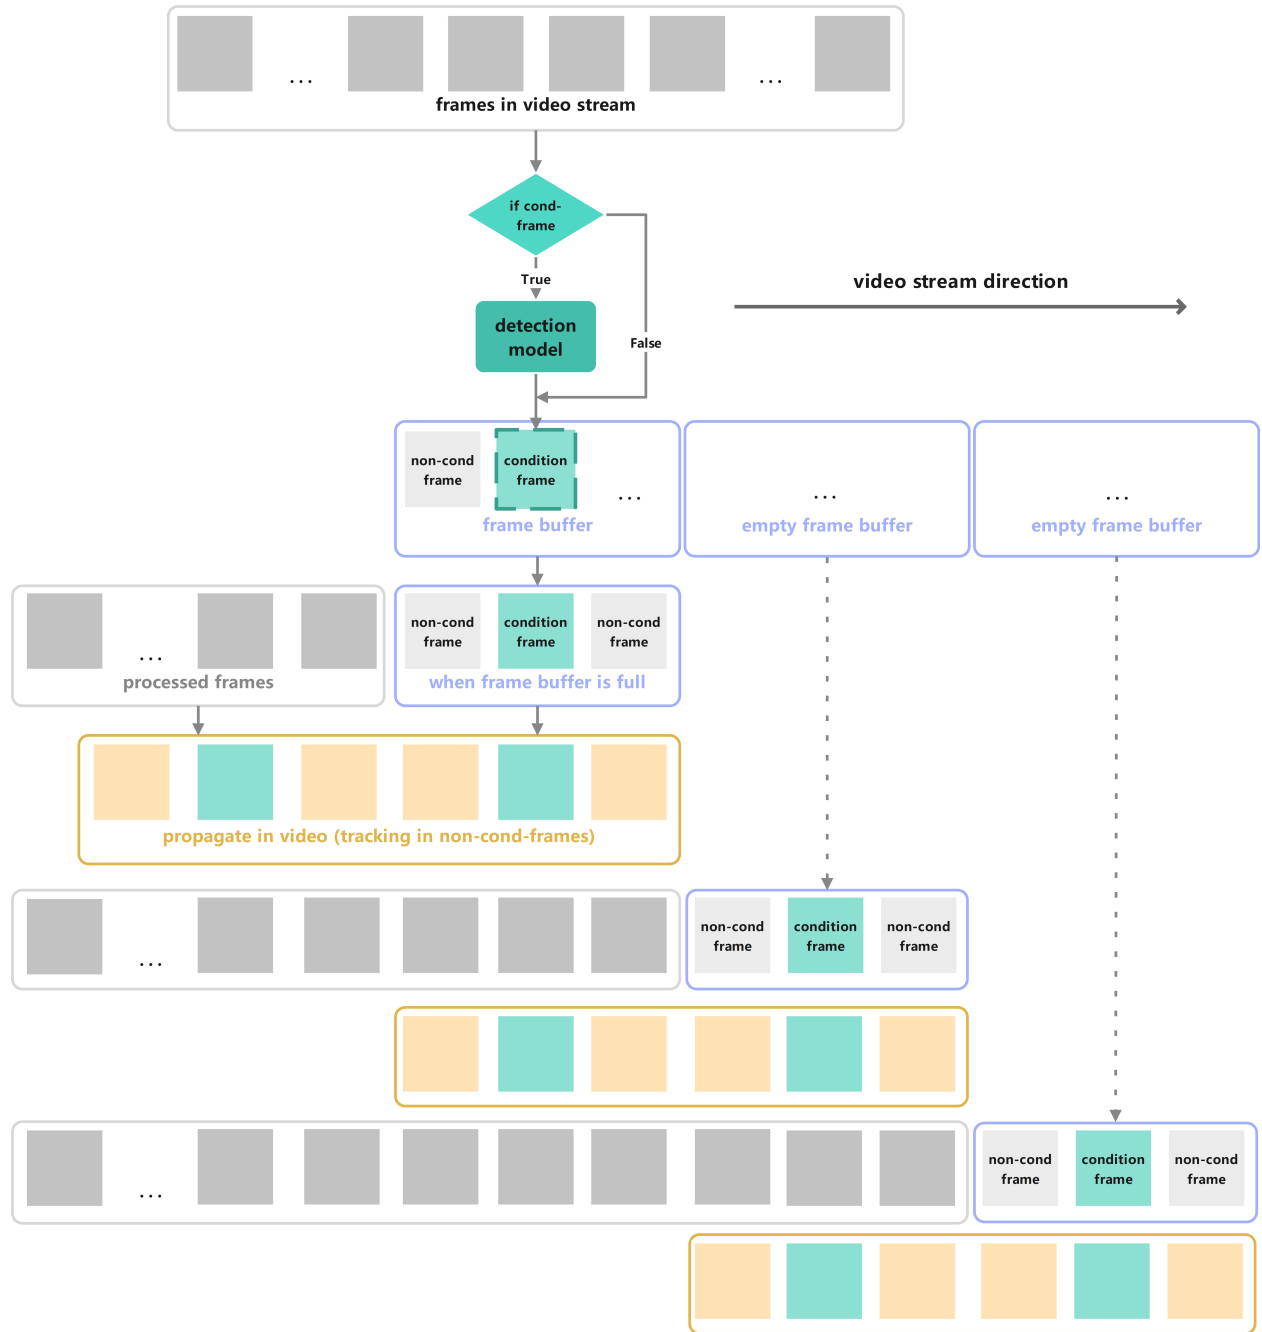 ...
...
frames in video stream
if cond-
frame
True
video stream direction
detection
model
False
non-cond
frame
condition
frame
...
frame buffer
...
empty frame buffer
...
empty frame buffer
...
processed frames
non-cond
frame
condition
frame
non-cond
frame
when frame buffer is full
propagate in video (tracking in non-cond-frames)
...
non-cond
frame
condition
frame
non-cond
frame
...
non-cond
frame
condition
frame
non-cond
frame